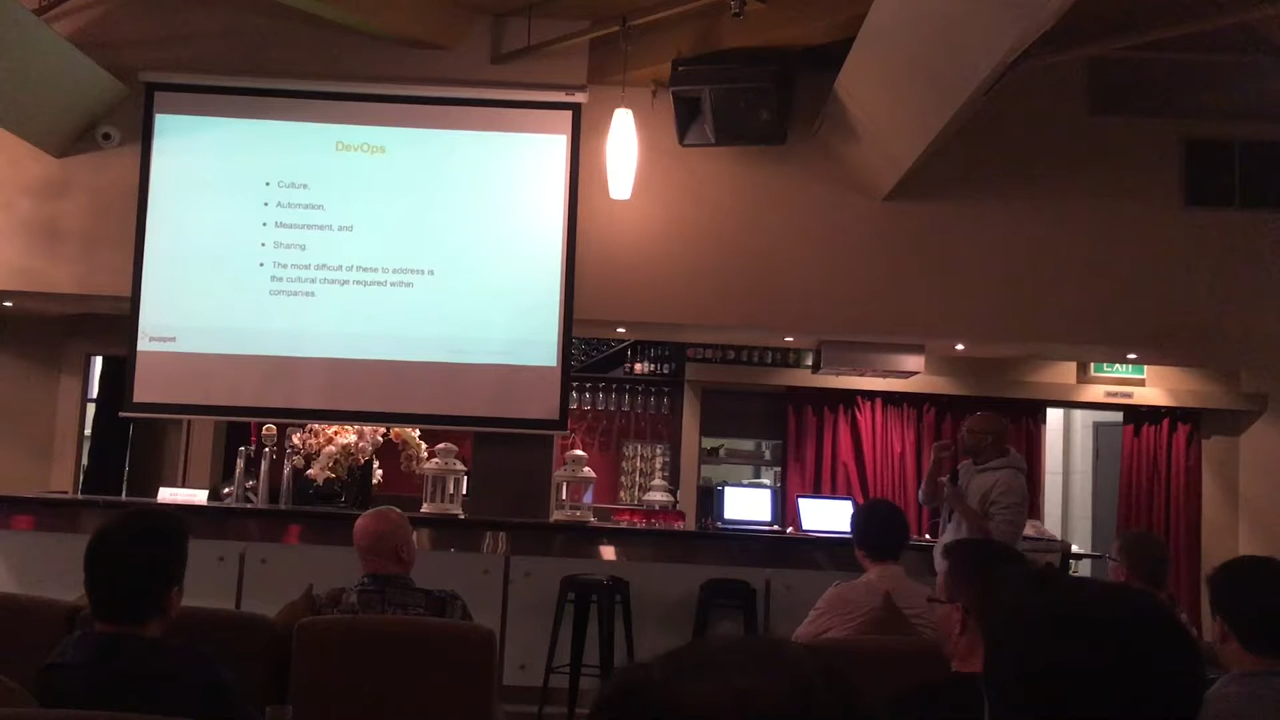 DevOps
Culture,
Automation,
Measurement, and
Sharing.
The most difficult of these to address is
the cultural change required within
companies.
puppet
EXIT